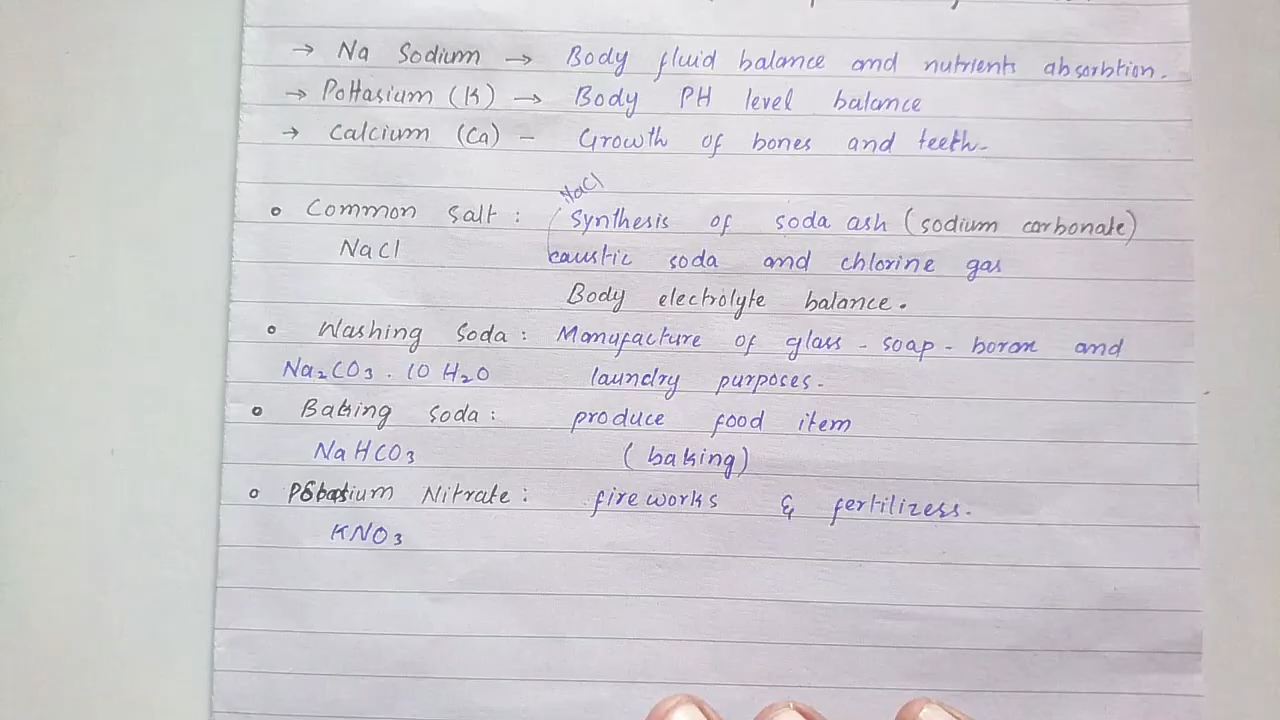 → Na Sodium → Body fluid balance and nutrients absorbtion.
→ Pottasium (K) → Body PH level balance
→ Calcium (Ca) - Growth of bones and teeth.
NaCl
∘ Common Salt : Synthesis of soda ash (sodium carbonate)
NaCl caustic soda and chlorine gas
Body electrolyte balance.
∘ Washing Soda : Manufacture of glass - soap - borax and
Na₂CO₃ . 10 H₂O laundry purposes.
∘ Baking Soda : produce food item
NaHCO₃ (baking)
∘ Nitrate : fireworks & fertilizess.
KNO₃